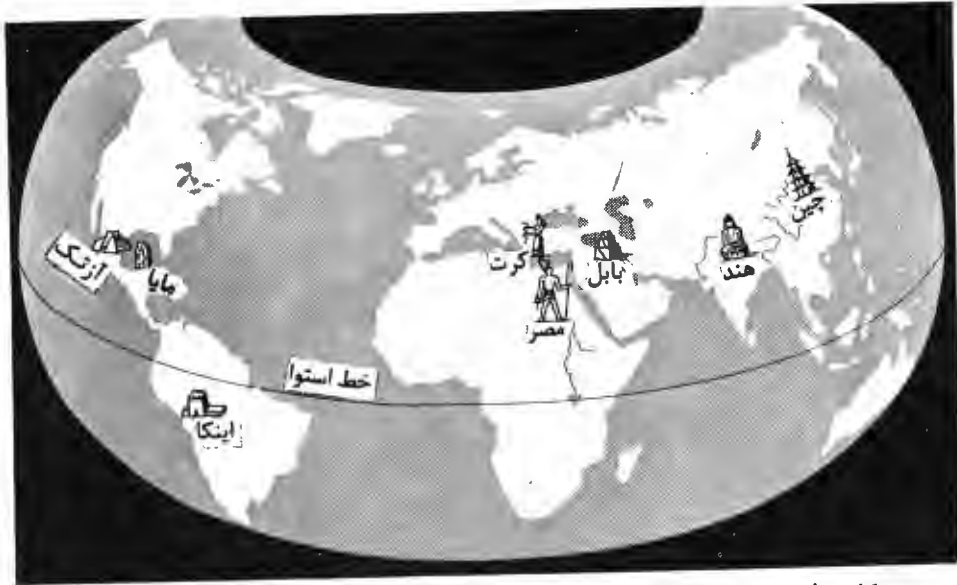 چین
هند
بابل
کرت
مصر
مایا
آزتک
خط استوا
اینکا